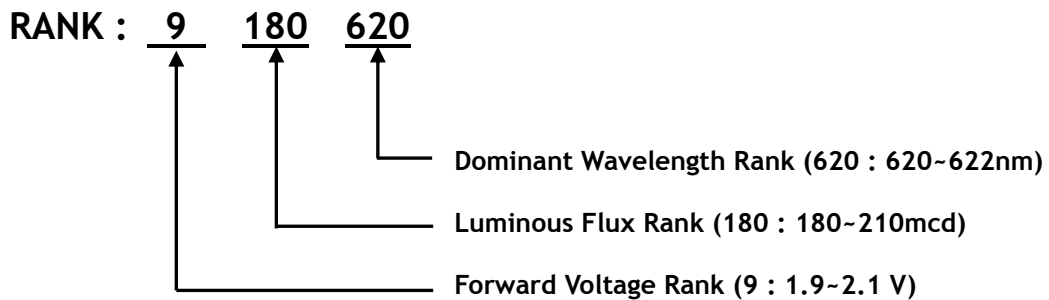 RANK : 9 180 620
Dominant Wavelength Rank (620 : 620~622nm)
Luminous Flux Rank (180 : 180~210mcd)
Forward Voltage Rank (9 : 1.9~2.1 V)